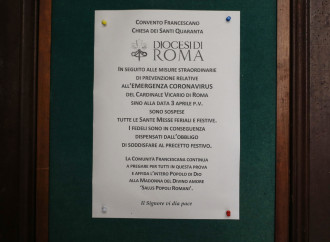 CONVENTO FRANCESCANO
CHIESA DEI SANTI QUARANTA
DIOCESI DI
ROMA
IN SEGUITO ALLE MISURE STRAORDINARIE
DI PREVENZIONE RELATIVE
ALL'EMERGENZA CORONAVIRUS
DEL CARDINALE VICARIO DI ROMA
SINO ALLA DATA 3 APRILE P.V.
SONO SOSPESE
TUTTE LE SANTE MESSE FERIALI E FESTIVE.
I FEDELI SONO IN CONSEGUENZA
DISPENSATI DALL'OBBLIGO
DI SODDISFARE AL PRECETTO FESTIVO.
LA COMUNITÀ FRANCESCANA CONTINUA
A PREGARE PER TUTTI IN QUESTA PROVA
E AFFIDA L'INTERO POPOLO DI DIO
ALLA MADONNA DEL DIVINO AMORE
'SALUS POPULI ROMANI'.
Il Signore vi dia pace